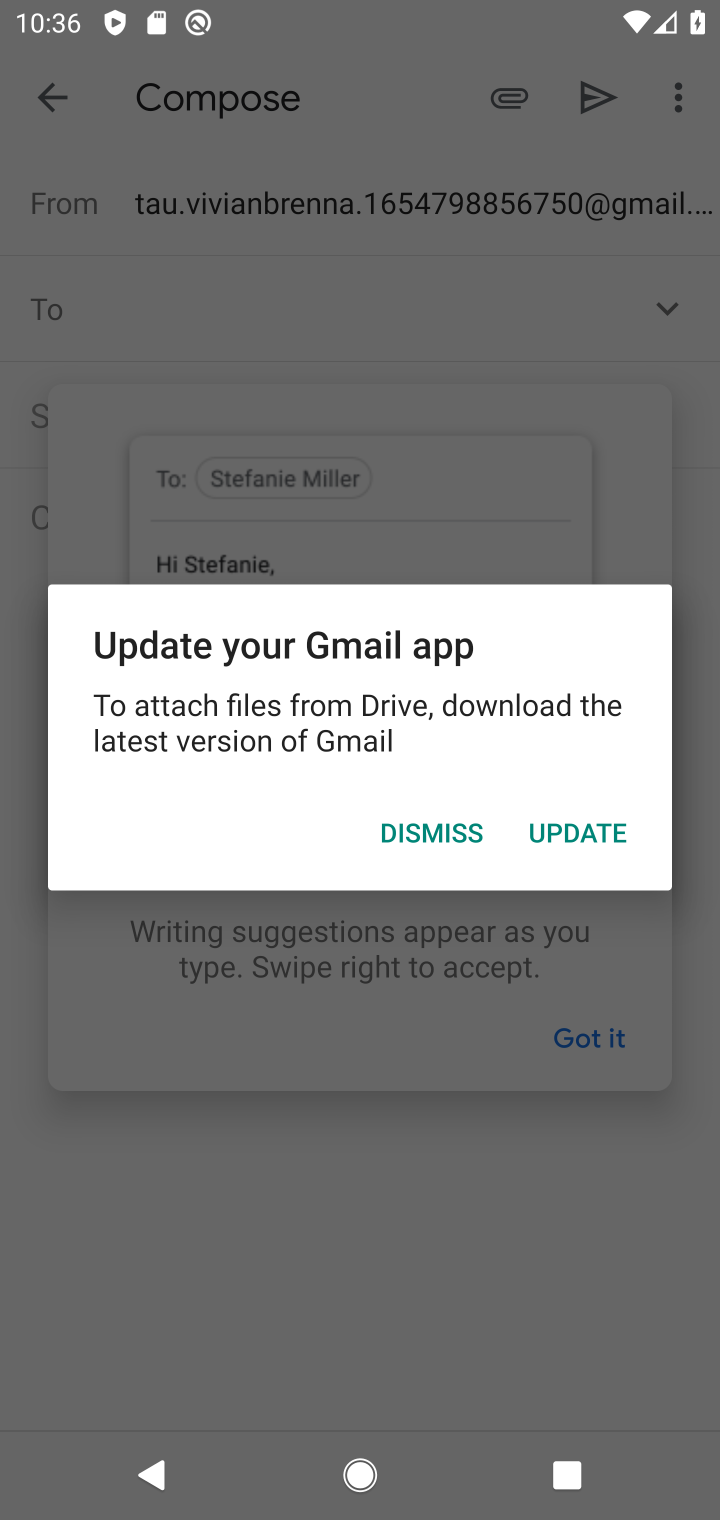 10:36
Compose
From tau.vivianbrenna.1654798856750@gmail....
To
S
To: Stefanie Miller
C
Hi Stefanie,
Update your Gmail app
To attach files from Drive, download the
latest version of Gmail
DISMISS UPDATE
Writing suggestions appear as you
type. Swipe right to accept.
Got it